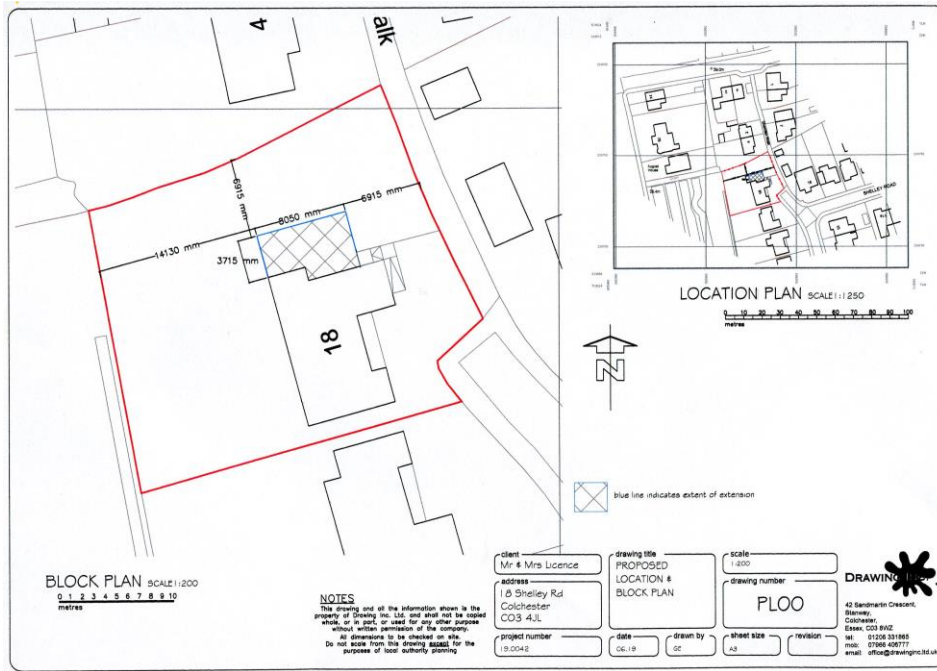 4
alk
6915 mm
8050 mm
6915 mm
14130 mm
3715 mm
18
SHELLEY ROAD
LOCATION PLAN SCALE 1:1250
0 10 20 30 40 50 60 70 80 90 100
metres
N
blue line indicates extent of extension
BLOCK PLAN SCALE 1:200
0 1 2 3 4 5 6 7 8 9 10
metres
NOTES
This drawing and all the information shown is the
property of Drawing Inc. Ltd. and shall not be copied
whole, or in part, or used for any other purpose
without written permission of the company.
All dimensions to be checked on site.
Do not scale from this drawing except for the
purposes of local authority planning
client
Mr & Mrs Licence
address
18 Shelley Rd
Colchester
CO3 4JL
project number
19.0042
drawing title
PROPOSED
LOCATION &
BLOCK PLAN
date
06.19
drawn by
GE
scale
1:200
drawing number
PL00
sheet size
A3
revision
DRAWING
42 Sandmartin Crescent,
Stanway,
Colchester,
Essex, CO3 8WZ
tel: 01206 331865
mob: 07966 406777
email: office@drawinginc.ltd.uk